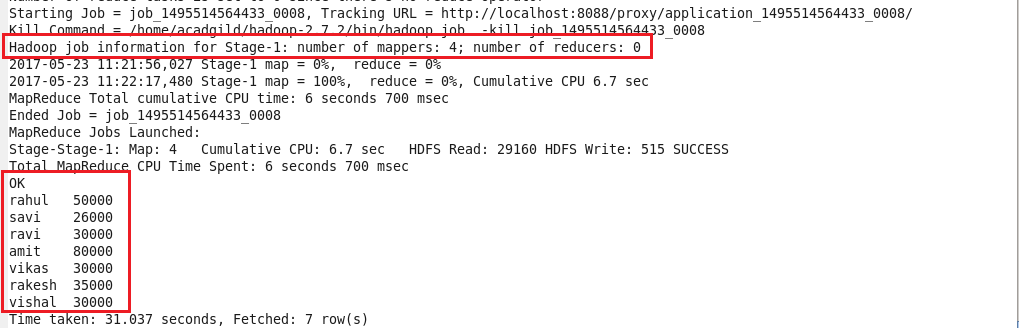 Starting Job = job_1495514564433_0008, Tracking URL = http://localhost:8088/proxy/application_1495514564433_0008/
Kill Command = /home/acadgild/hadoop-2.7.2/bin/hadoop job  -kill job_1495514564433_0008
Hadoop job information for Stage-1: number of mappers: 4; number of reducers: 0
2017-05-23 11:21:56,027 Stage-1 map = 0%,  reduce = 0%
2017-05-23 11:22:17,480 Stage-1 map = 100%,  reduce = 0%, Cumulative CPU 6.7 sec
MapReduce Total cumulative CPU time: 6 seconds 700 msec
Ended Job = job_1495514564433_0008
MapReduce Jobs Launched:
Stage-Stage-1: Map: 4   Cumulative CPU: 6.7 sec   HDFS Read: 29160 HDFS Write: 515 SUCCESS
Total MapReduce CPU Time Spent: 6 seconds 700 msec
OK
rahul   50000
savi    26000
ravi    30000
amit    80000
vikas   30000
rakesh  35000
vishal  30000
Time taken: 31.037 seconds, Fetched: 7 row(s)